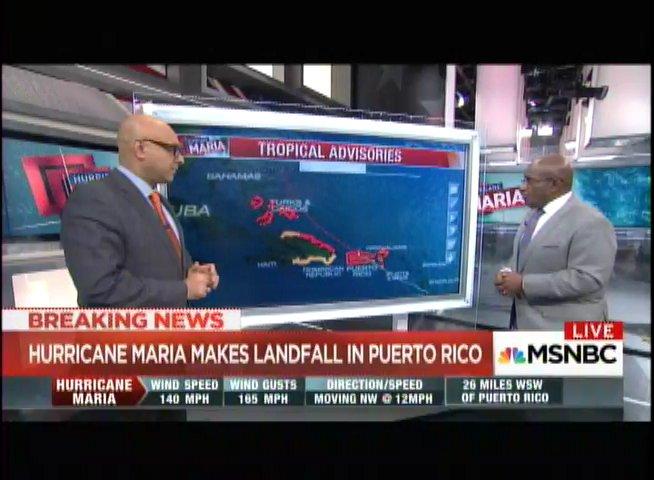 MARIA
TROPICAL ADVISORIES
BAHAMAS
TURKS &
CAICOS
CUBA
HAITI
DOMINICAN
REPUBLIC
PUERTO
RICO
HURRIC
MARIA
BREAKING NEWS
LIVE
HURRICANE MARIA MAKES LANDFALL IN PUERTO RICO
MSNBC
HURRICANE
MARIA
WIND SPEED
140 MPH
WIND GUSTS
165 MPH
DIRECTION/SPEED
MOVING NW @ 12MPH
26 MILES WSW
OF PUERTO RICO